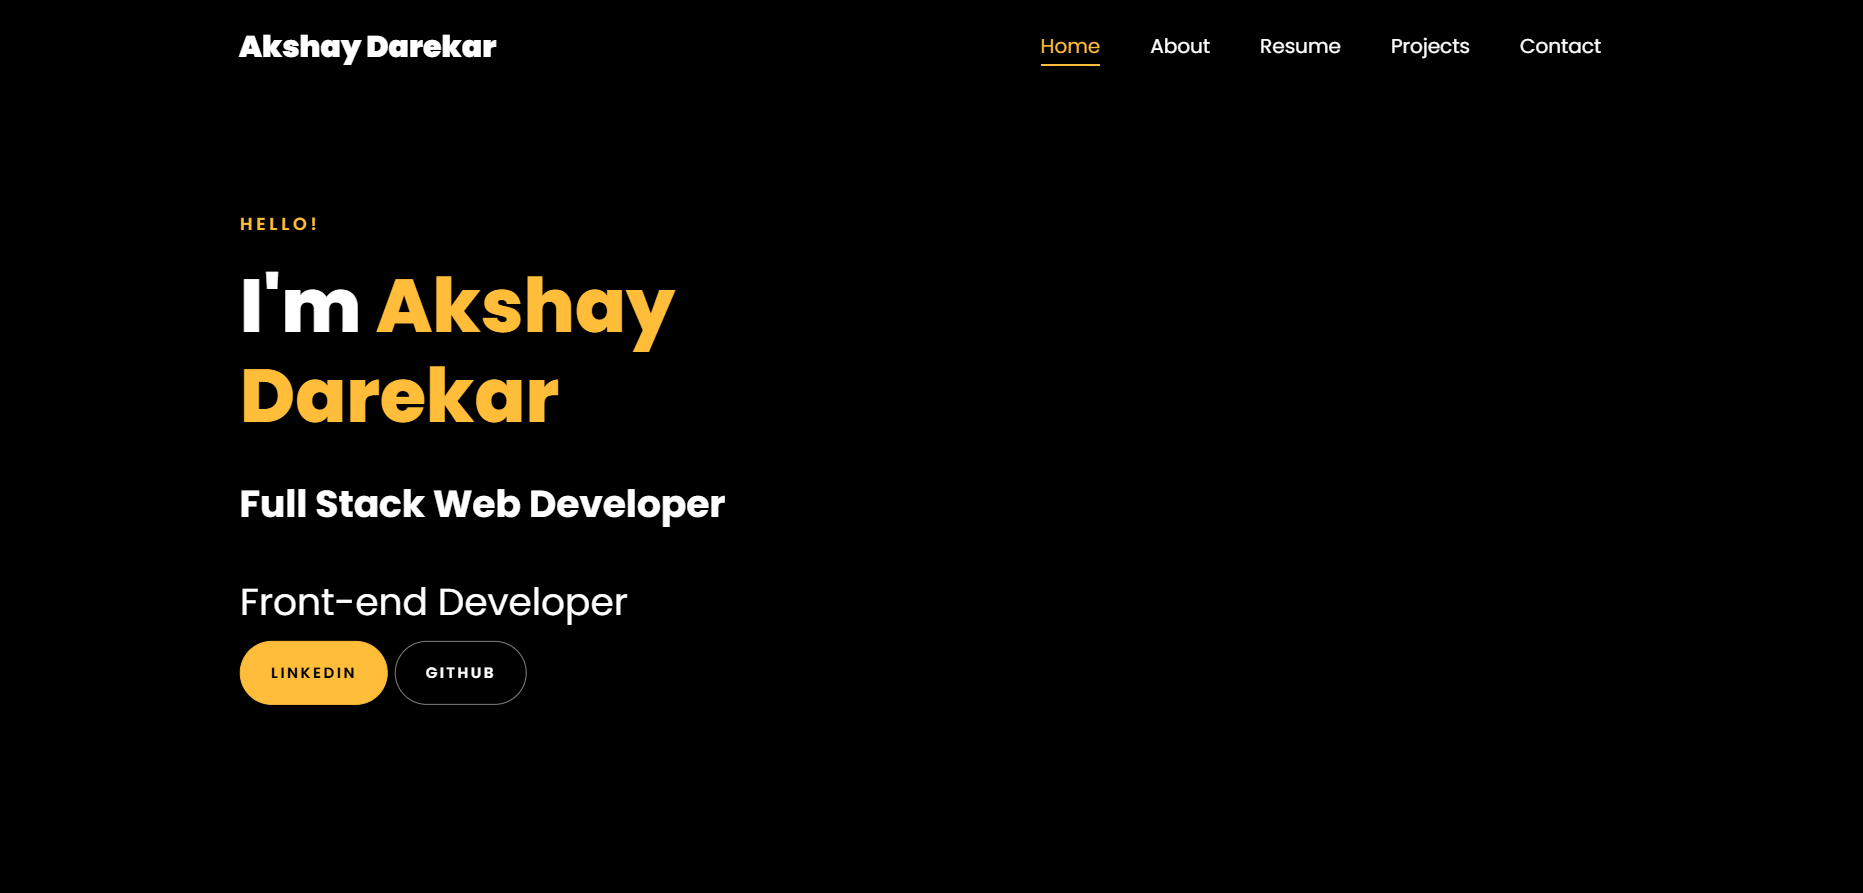 Akshay Darekar
Home About Resume Projects Contact
HELLO!
I'm Akshay
Darekar
Full Stack Web Developer
Front-end Developer
LINKEDIN GITHUB